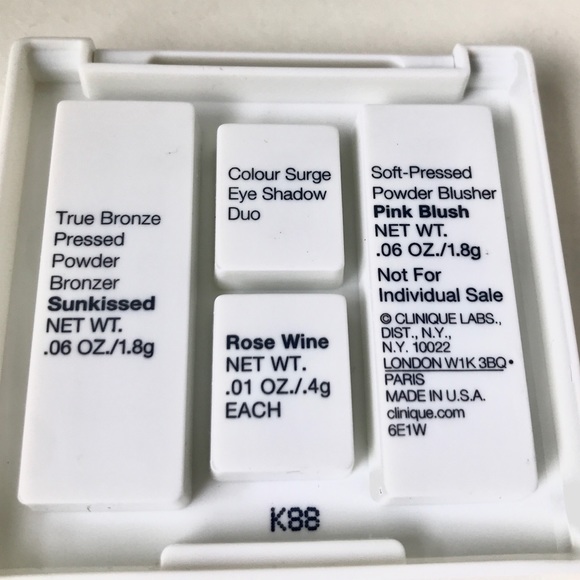 True Bronze
Pressed
Powder
Bronzer
Sunkissed
NET WT.
.06 OZ./1.8g
Colour Surge
Eye Shadow
Duo
Rose Wine
NET WT.
.01 OZ./.4g
EACH
Soft-Pressed
Powder Blusher
Pink Blush
NET WT.
.06 OZ./1.8g
Not For
Individual Sale
© CLINIQUE LABS.,
DIST., N.Y.,
N.Y. 10022
LONDON W1K 3BQ •
PARIS
MADE IN U.S.A.
clinique.com
6E1W
K88